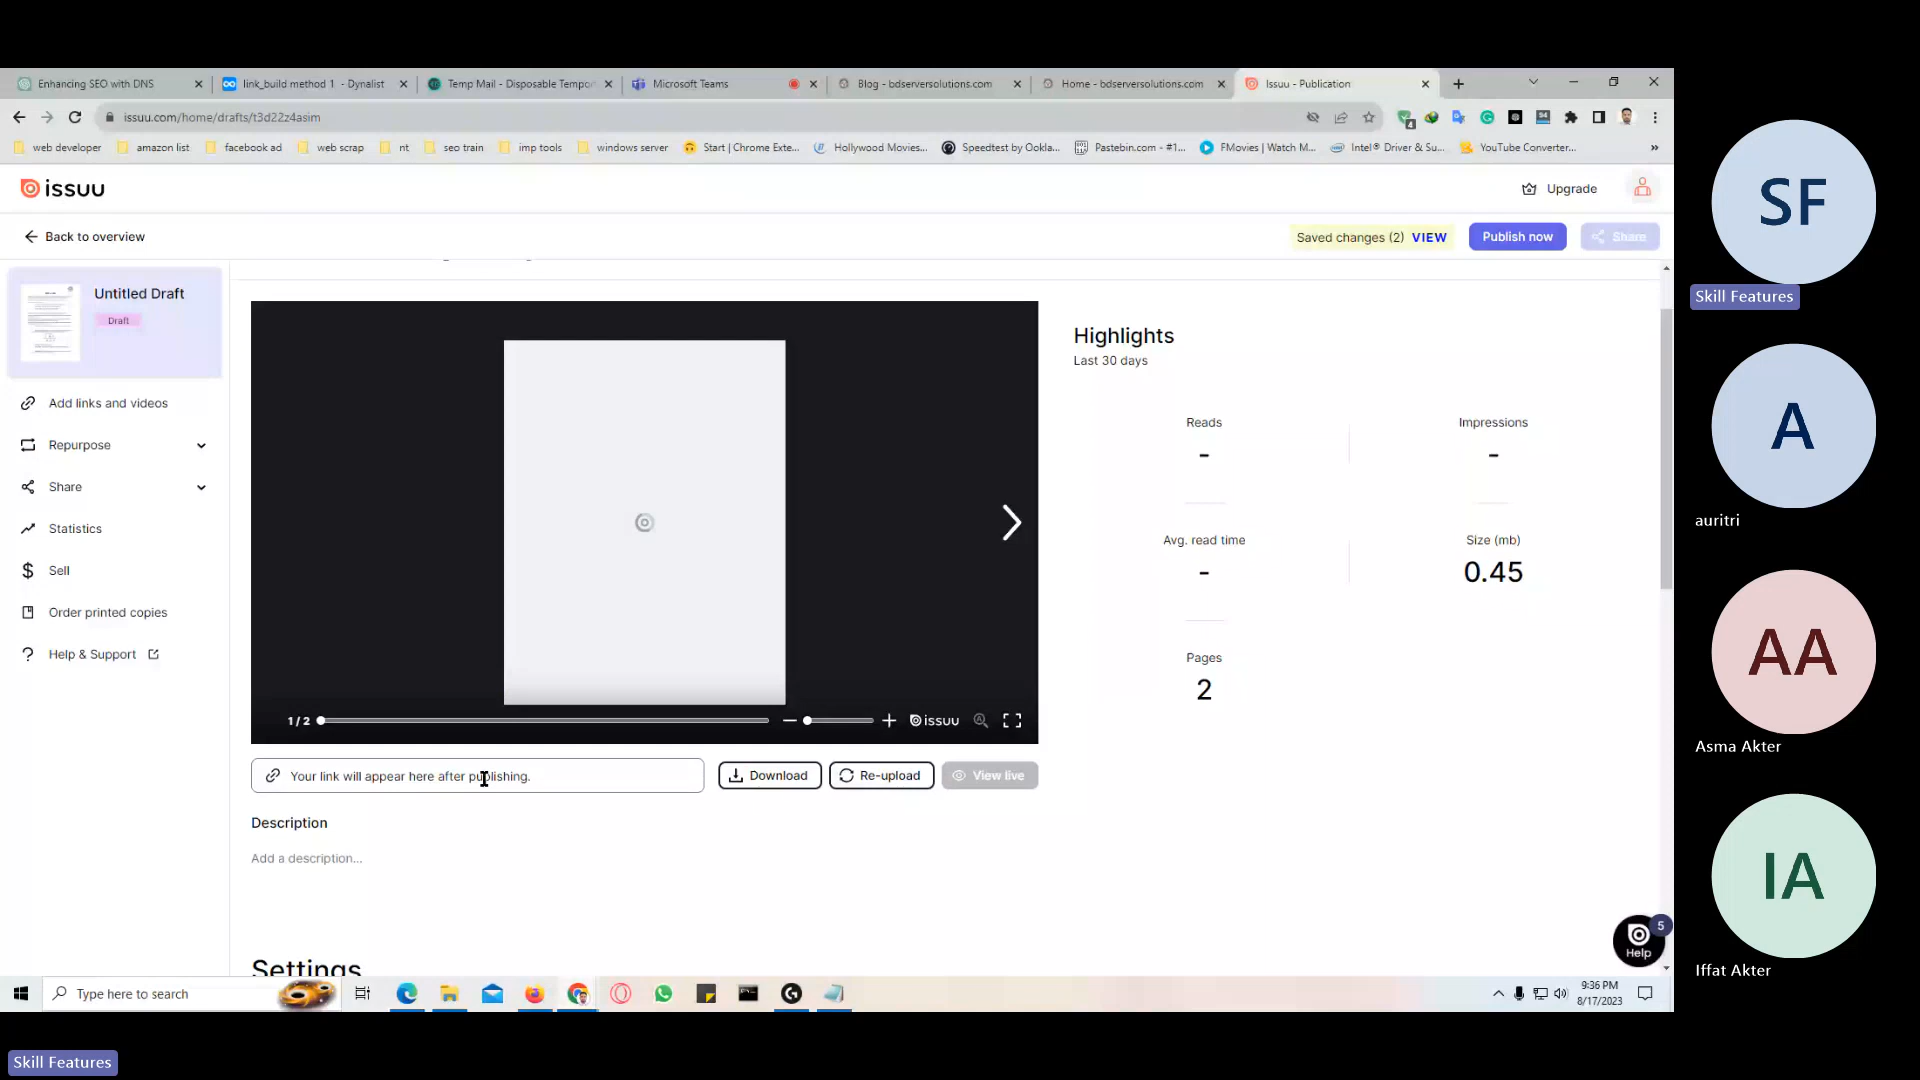 Enhancing SEO with DNS
link_build method 1 - Dynalist
Temp Mail - Disposable Tempo
Microsoft Teams
Blog - bdserversolutions.com
Home - bdserversolutions.com
Issuu - Publication
issuu.com/home/drafts/t3d22z4asim
4
web developer
amazon list
facebook ad
web scrap
nt
seo train
imp tools
windows server
Start | Chrome Exte...
Hollywood Movies...
Speedtest by Ookla...
Pastebin.com - #1...
FMovies | Watch M...
Intel® Driver & Su...
YouTube Converter...
»
issuu
Upgrade
Back to overview
Saved changes (2) VIEW
Publish now
Share
Untitled Draft
Draft
Add links and videos
Repurpose
Share
Statistics
Sell
Order printed copies
Help & Support
1/2
issuu
Your link will appear here after publishing.
Download
Re-upload
View live
Description
Add a description...
Settings
Highlights
Last 30 days
Reads
-
Impressions
-
Avg. read time
-
Size (mb)
0.45
Pages
2
5
Help
Type here to search
9:36 PM
8/17/2023
SF
Skill Features
A
auritri
AA
Asma Akter
IA
Iffat Akter
Skill Features